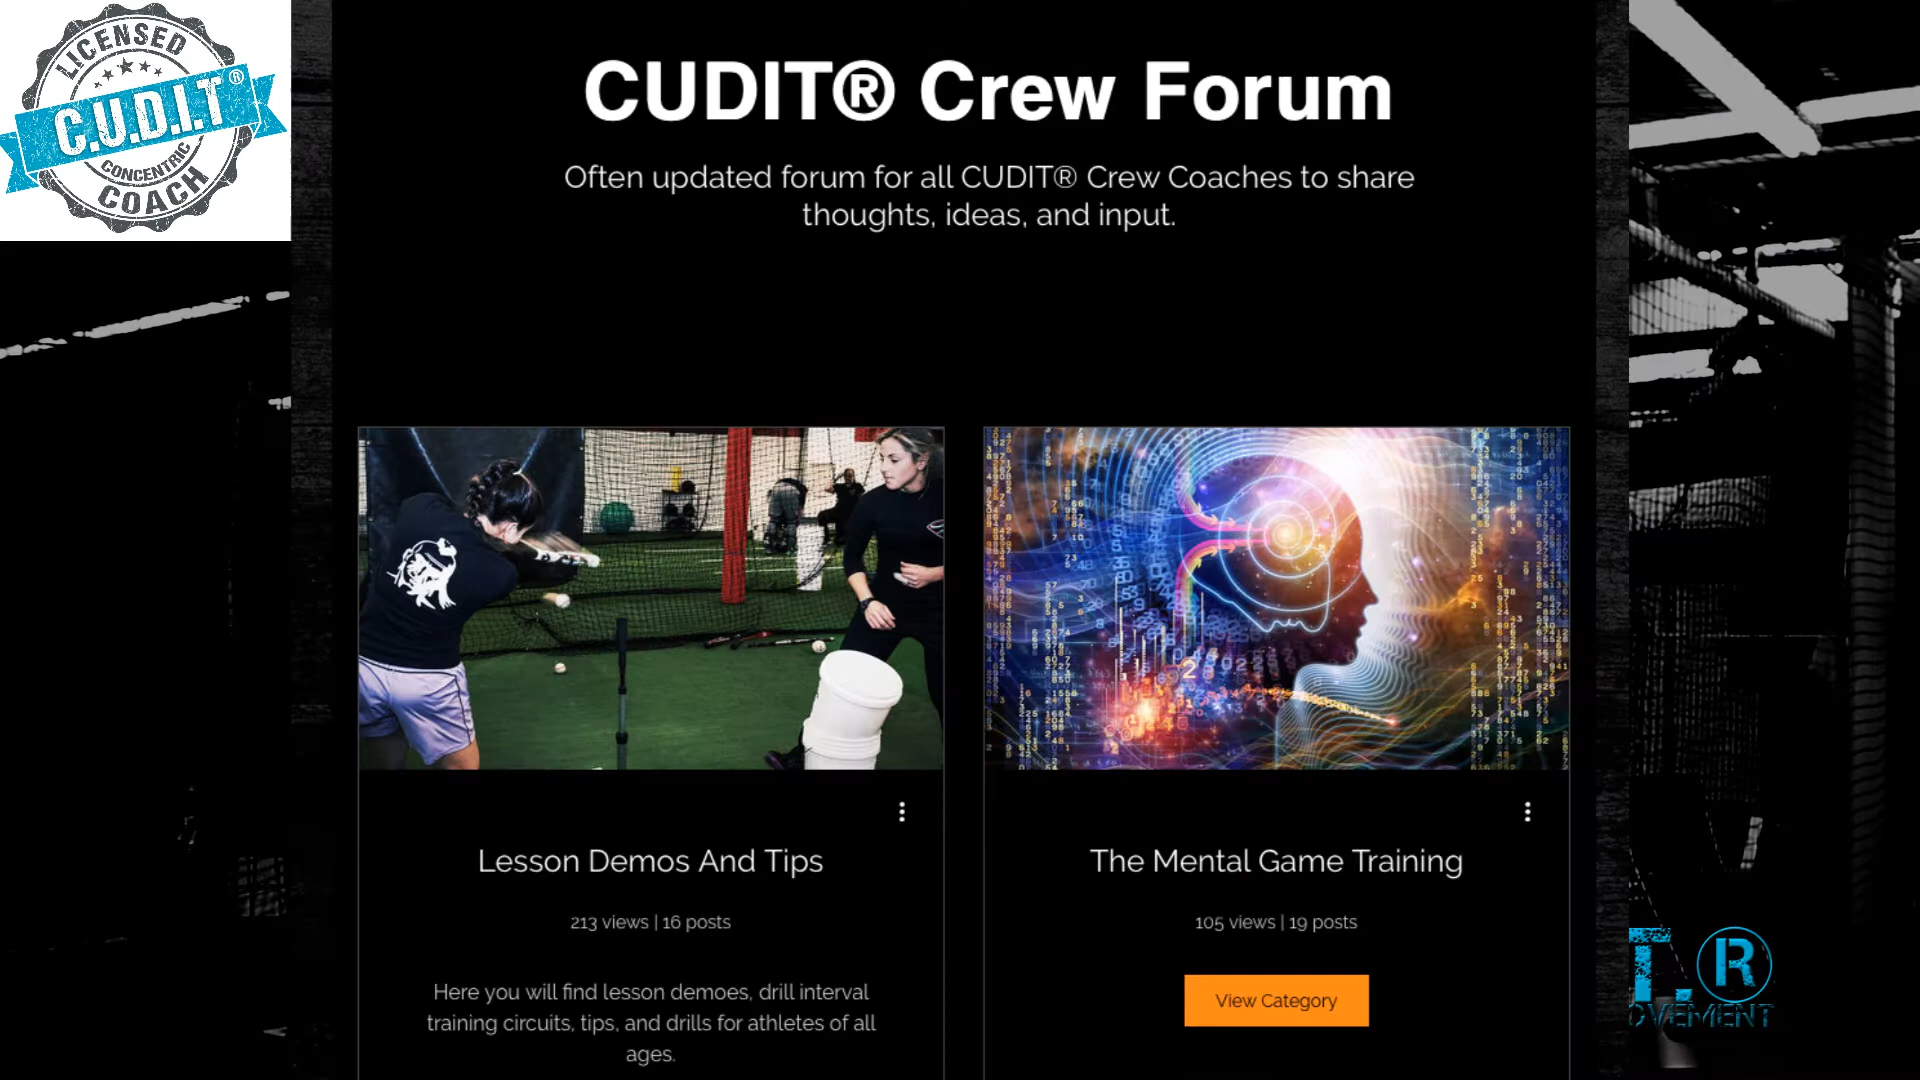 LICENSED
C.U.D.I.T®
CONCENTRIC
COACH
CUDIT® Crew Forum
Often updated forum for all CUDIT® Crew Coaches to share
thoughts, ideas, and input.
Lesson Demos And Tips
213 views | 16 posts
Here you will find lesson demoes, drill interval
training circuits, tips, and drills for athletes of all
ages.
The Mental Game Training
105 views | 19 posts
View Category
T.®
OVEMENT